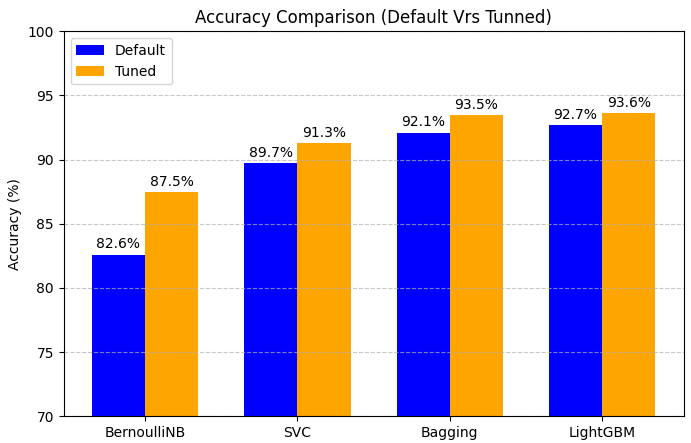 Accuracy Comparison (Default Vrs Tunned)
100
95
90
85
80
75
70
Accuracy (%)
Default
Tuned
82.6%
87.5%
89.7%
91.3%
92.1%
93.5%
92.7%
93.6%
BernoulliNB
SVC
Bagging
LightGBM